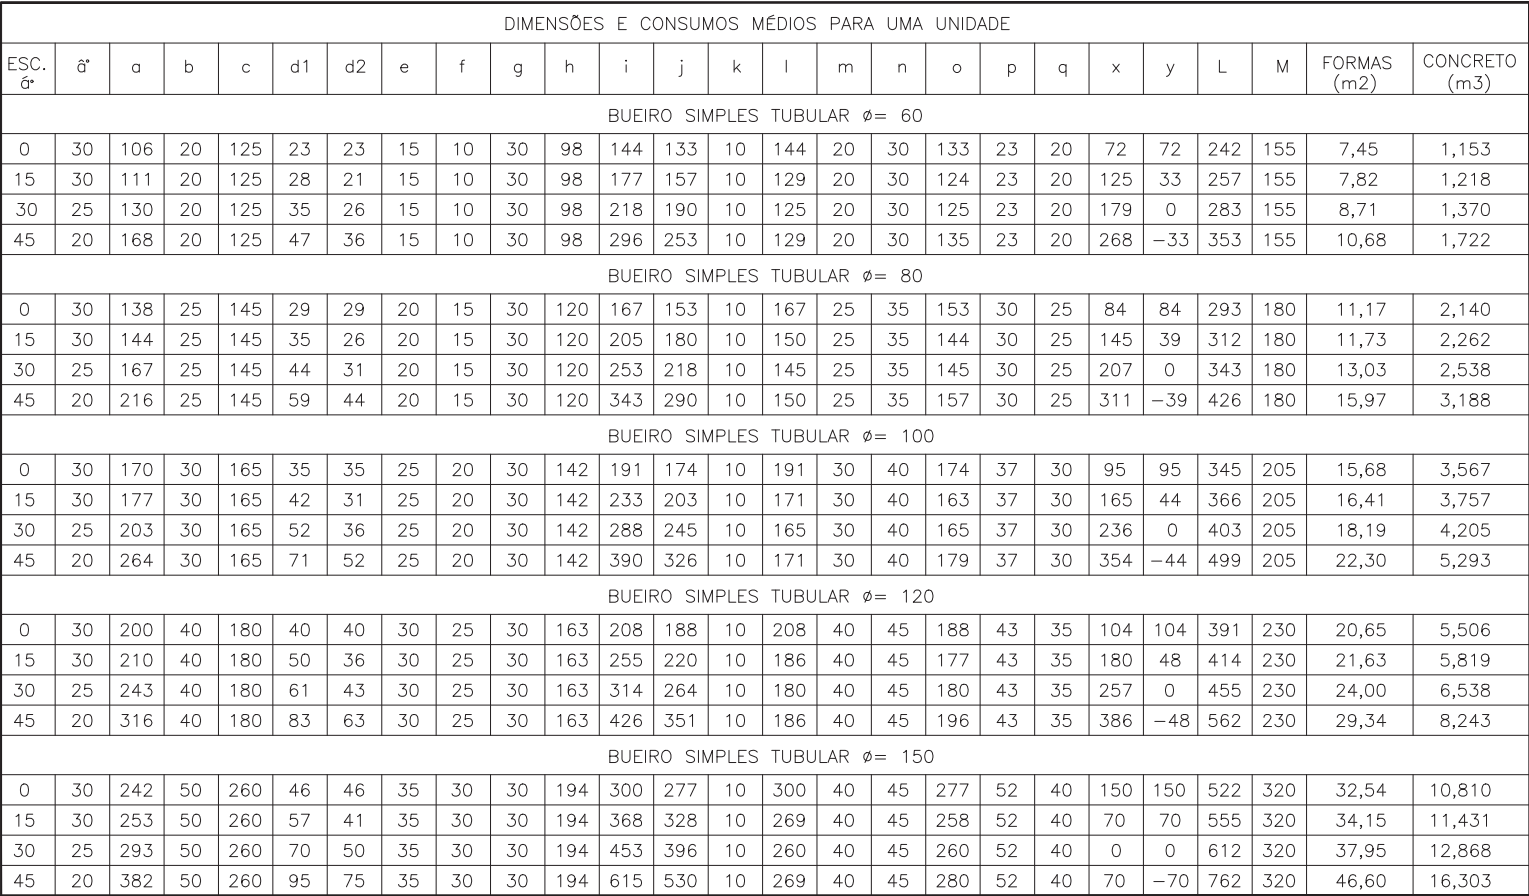 DIMENSÕES E CONSUMOS MÉDIOS PARA UMA UNIDADE
ESC. á° â° a b c d1 d2 e f g h i j k l m n o p q x y L M FORMAS (m2) CONCRETO (m3)
BUEIRO SIMPLES TUBULAR ø= 60
0 30 106 20 125 23 23 15 10 30 98 144 133 10 144 20 30 133 23 20 72 72 242 155 7,45 1,153
15 30 111 20 125 28 21 15 10 30 98 177 157 10 129 20 30 124 23 20 125 33 257 155 7,82 1,218
30 25 130 20 125 35 26 15 10 30 98 218 190 10 125 20 30 125 23 20 179 0 283 155 8,71 1,370
45 20 168 20 125 47 36 15 10 30 98 296 253 10 129 20 30 135 23 20 268 −33 353 155 10,68 1,722
BUEIRO SIMPLES TUBULAR ø= 80
0 30 138 25 145 29 29 20 15 30 120 167 153 10 167 25 35 153 30 25 84 84 293 180 11,17 2,140
15 30 144 25 145 35 26 20 15 30 120 205 180 10 150 25 35 144 30 25 145 39 312 180 11,73 2,262
30 25 167 25 145 44 31 20 15 30 120 253 218 10 145 25 35 145 30 25 207 0 343 180 13,03 2,538
45 20 216 25 145 59 44 20 15 30 120 343 290 10 150 25 35 157 30 25 311 −39 426 180 15,97 3,188
BUEIRO SIMPLES TUBULAR ø= 100
0 30 170 30 165 35 35 25 20 30 142 191 174 10 191 30 40 174 37 30 95 95 345 205 15,68 3,567
15 30 177 30 165 42 31 25 20 30 142 233 203 10 171 30 40 163 37 30 165 44 366 205 16,41 3,757
30 25 203 30 165 52 36 25 20 30 142 288 245 10 165 30 40 165 37 30 236 0 403 205 18,19 4,205
45 20 264 30 165 71 52 25 20 30 142 390 326 10 171 30 40 179 37 30 354 −44 499 205 22,30 5,293
BUEIRO SIMPLES TUBULAR ø= 120
0 30 200 40 180 40 40 30 25 30 163 208 188 10 208 40 45 188 43 35 104 104 391 230 20,65 5,506
15 30 210 40 180 50 36 30 25 30 163 255 220 10 186 40 45 177 43 35 180 48 414 230 21,63 5,819
30 25 243 40 180 61 43 30 25 30 163 314 264 10 180 40 45 180 43 35 257 0 455 230 24,00 6,538
45 20 316 40 180 83 63 30 25 30 163 426 351 10 186 40 45 196 43 35 386 −48 562 230 29,34 8,243
BUEIRO SIMPLES TUBULAR ø= 150
0 30 242 50 260 46 46 35 30 30 194 300 277 10 300 40 45 277 52 40 150 150 522 320 32,54 10,810
15 30 253 50 260 57 41 35 30 30 194 368 328 10 269 40 45 258 52 40 70 70 555 320 34,15 11,431
30 25 293 50 260 70 50 35 30 30 194 453 396 10 260 40 45 260 52 40 0 0 612 320 37,95 12,868
45 20 382 50 260 95 75 35 30 30 194 615 530 10 269 40 45 280 52 40 70 −70 762 320 46,60 16,303